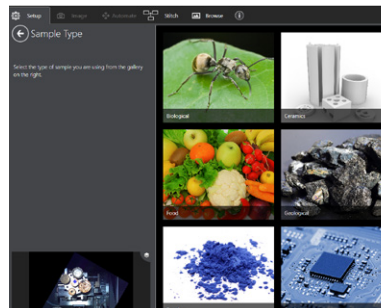 Setup Image Automate Stitch Browse
Sample Type
Select the type of sample you are using from the gallery
on the right.
Biological Ceramics
Food Geological